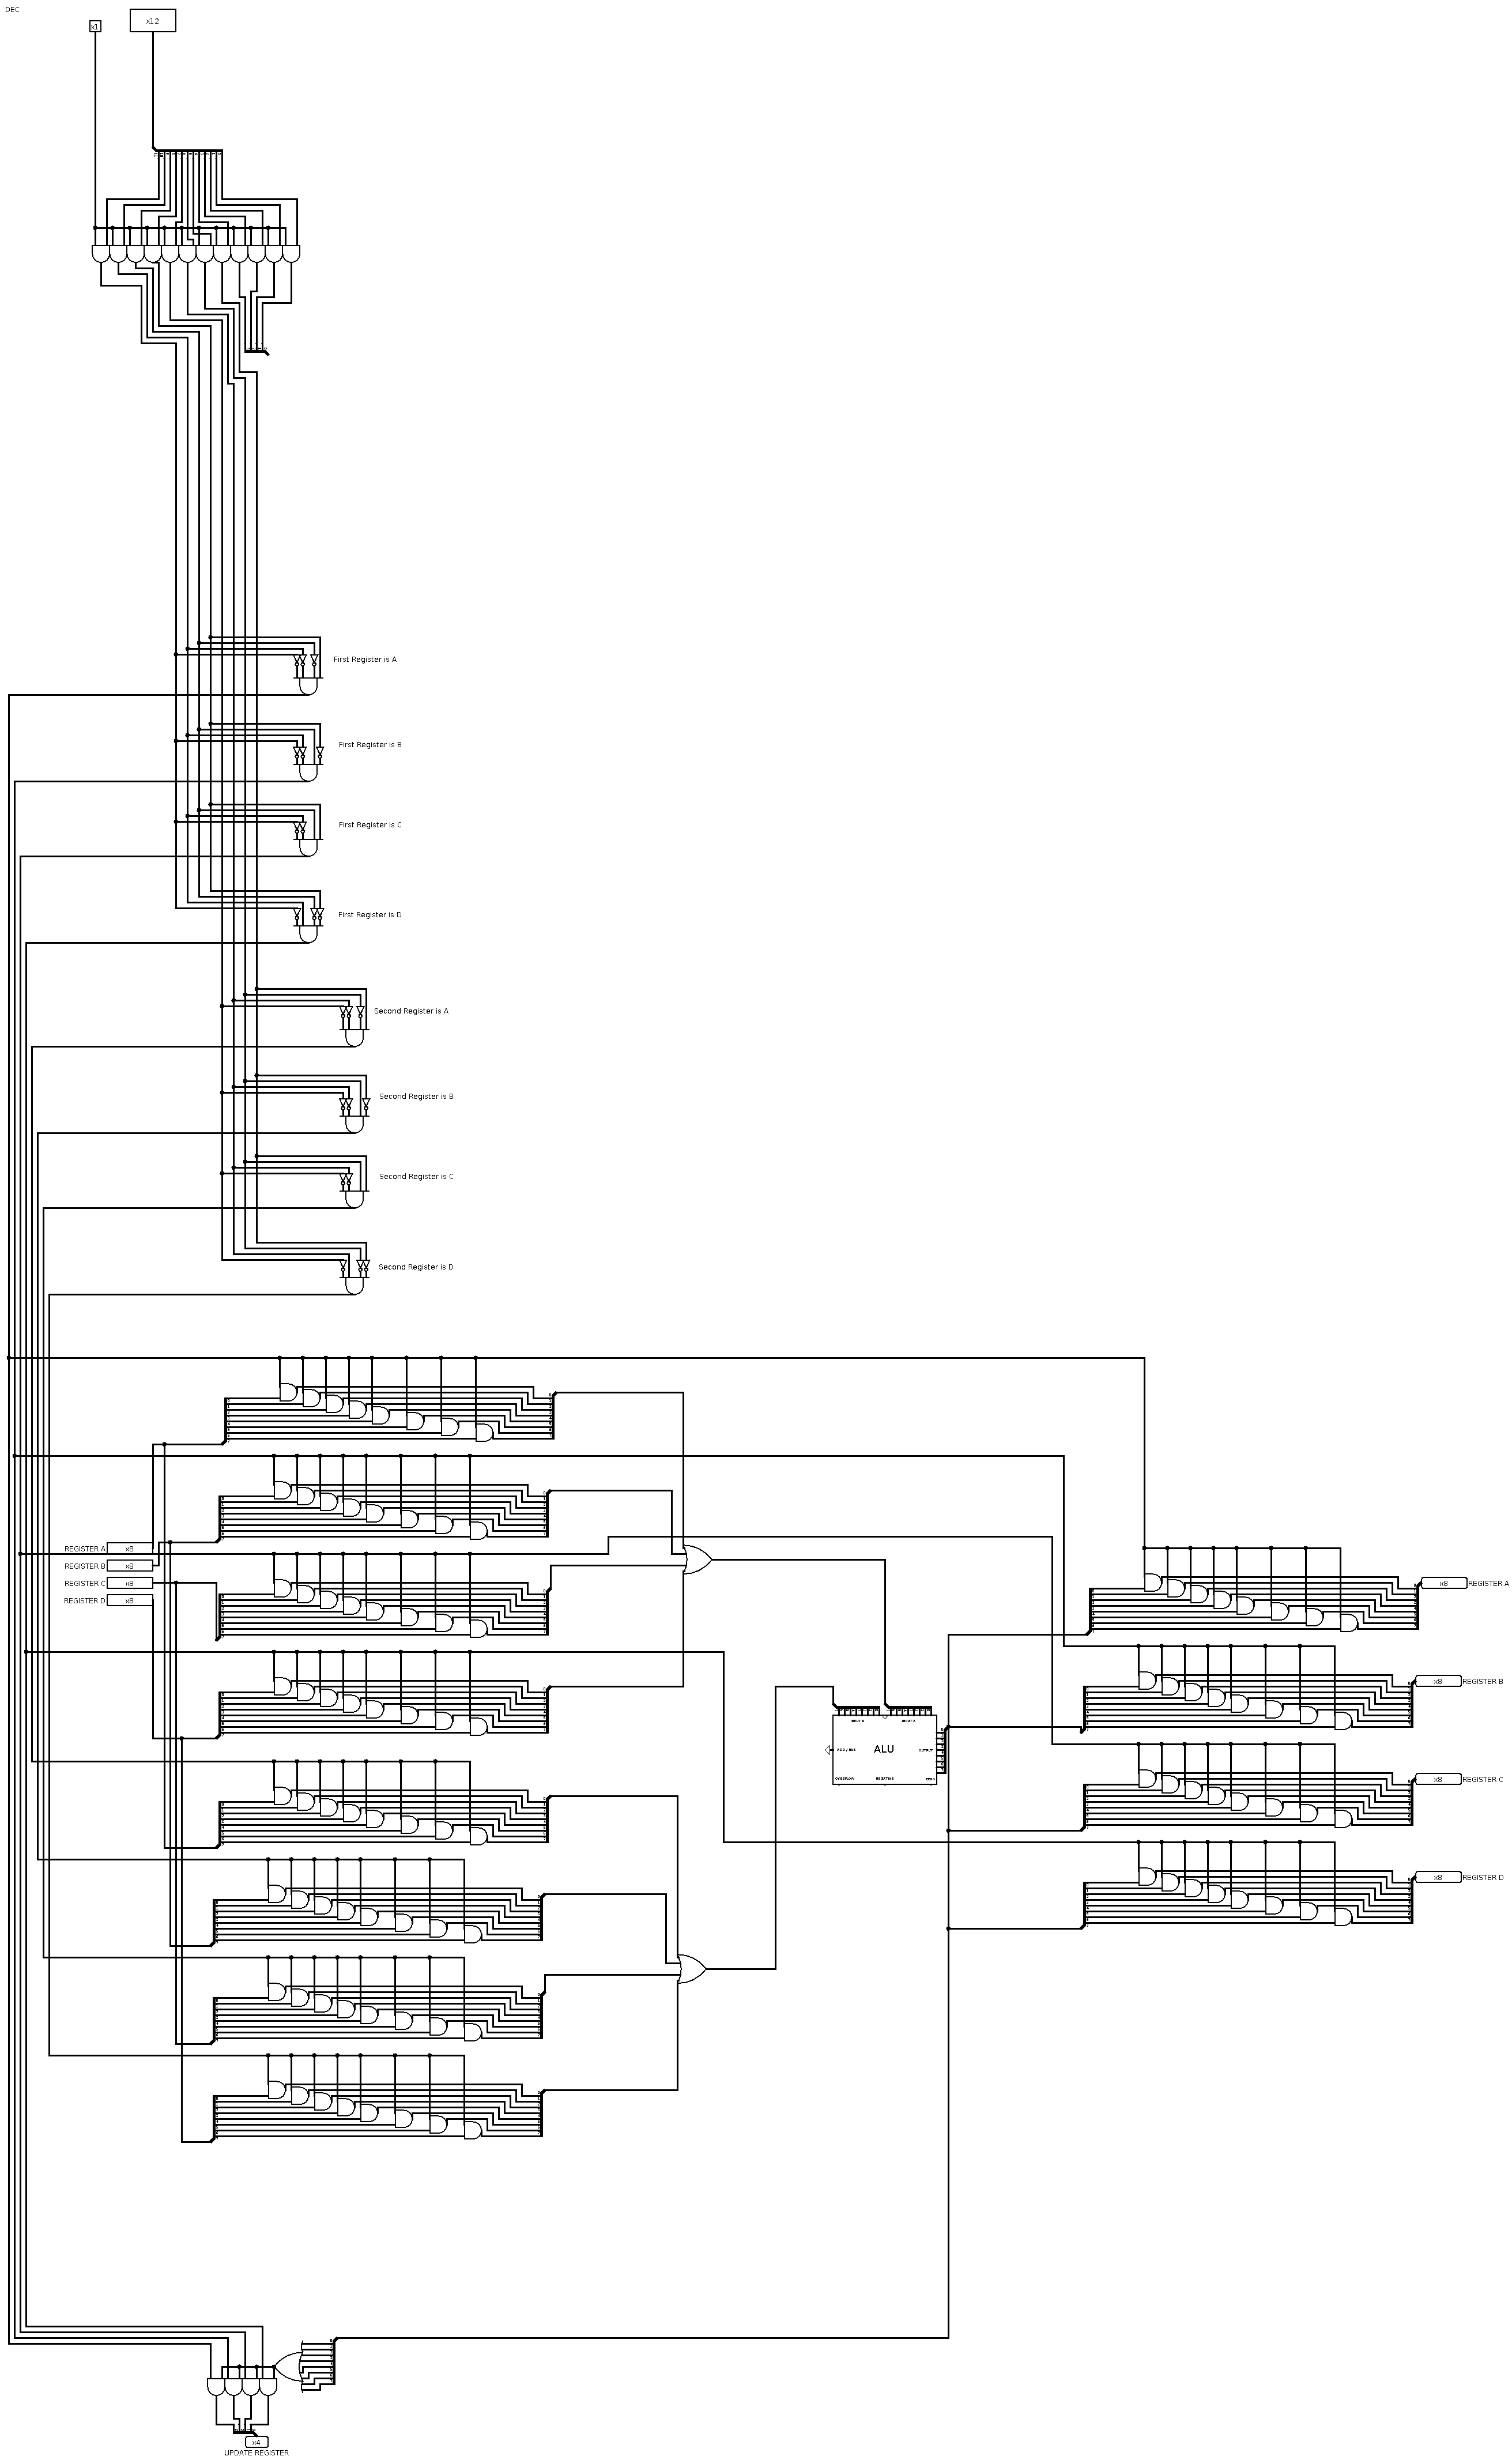 DEC
x1
x12
First Register is A
First Register is B
First Register is C
First Register is D
Second Register is A
Second Register is B
Second Register is C
Second Register is D
REGISTER A x8
REGISTER B x8
REGISTER C x8
REGISTER D x8
x8 REGISTER A
x8 REGISTER B
x8 REGISTER C
x8 REGISTER D
INPUT B INPUT A
ADD / SUB ALU OUTPUT
OVERFLOW NEGATIVE ZERO
x4
UPDATE REGISTER